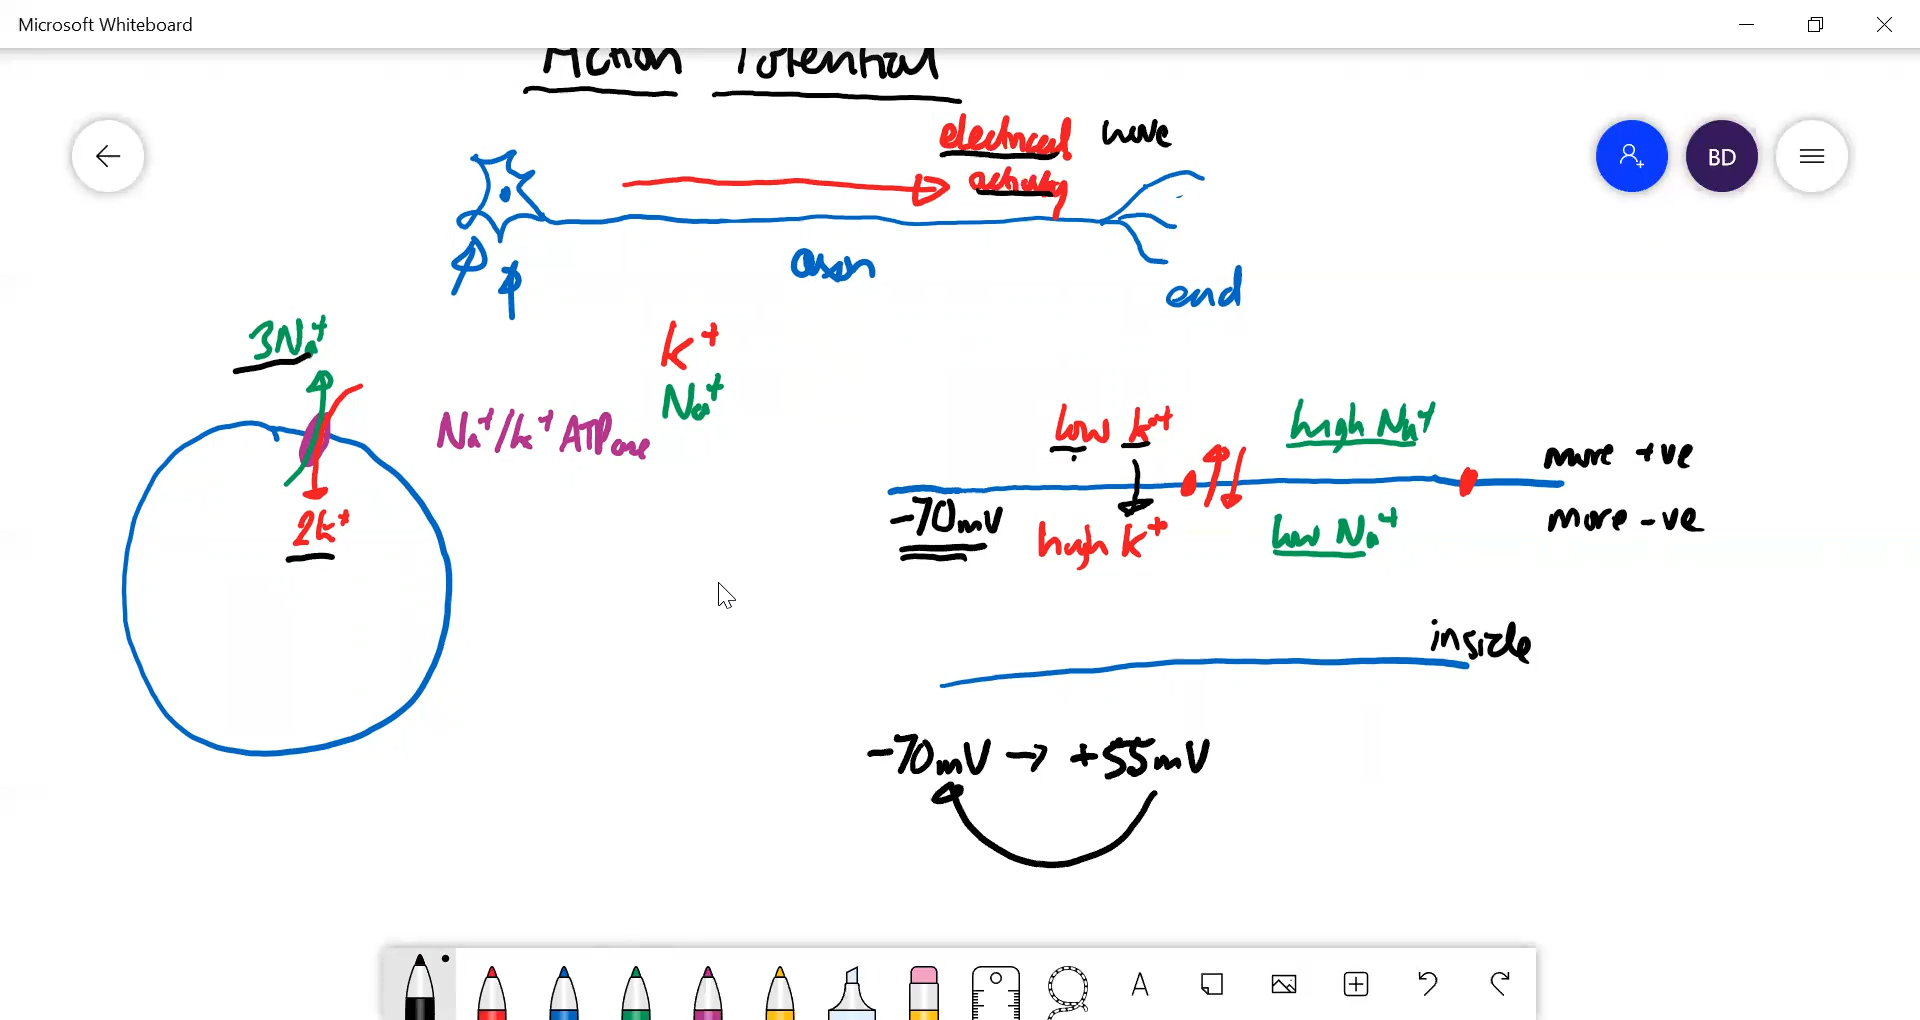 Microsoft Whiteboard
Action Potential
electrical
activity
BD
axon
end
3Na+
K+
Na+
Na+/K+ ATPase
2K+
low K+
high Na+
more +ve
-70mV
high K+
low Na+
more -ve
inside
-70mV → +55mV
A